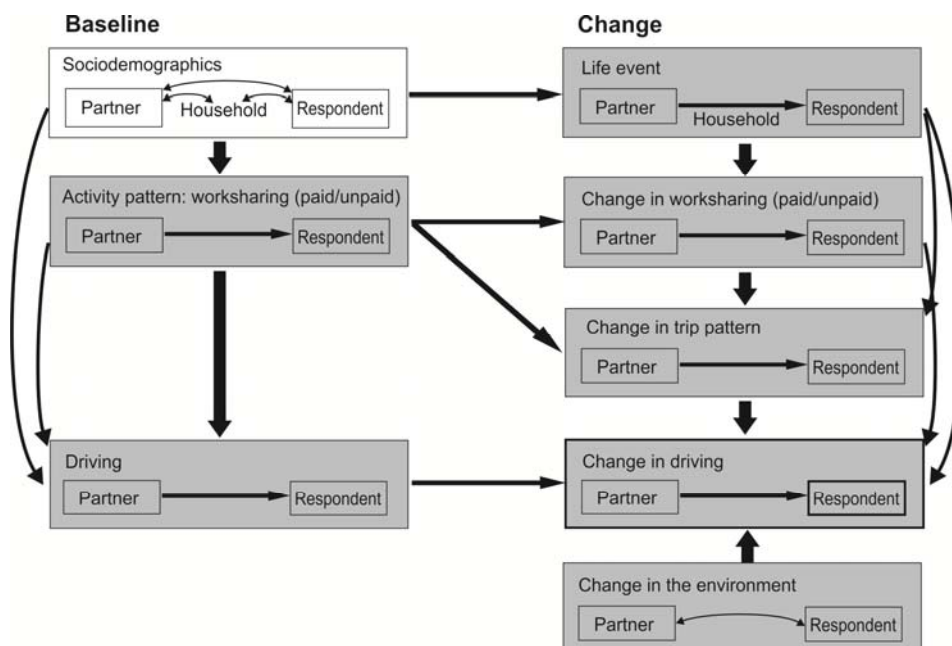 Baseline
Change
Sociodemographics
Partner
Household
Respondent
Life event
Partner
Household
Respondent
Activity pattern: worksharing (paid/unpaid)
Partner
Respondent
Change in worksharing (paid/unpaid)
Partner
Respondent
Change in trip pattern
Partner
Respondent
Driving
Partner
Respondent
Change in driving
Partner
Respondent
Change in the environment
Partner
Respondent